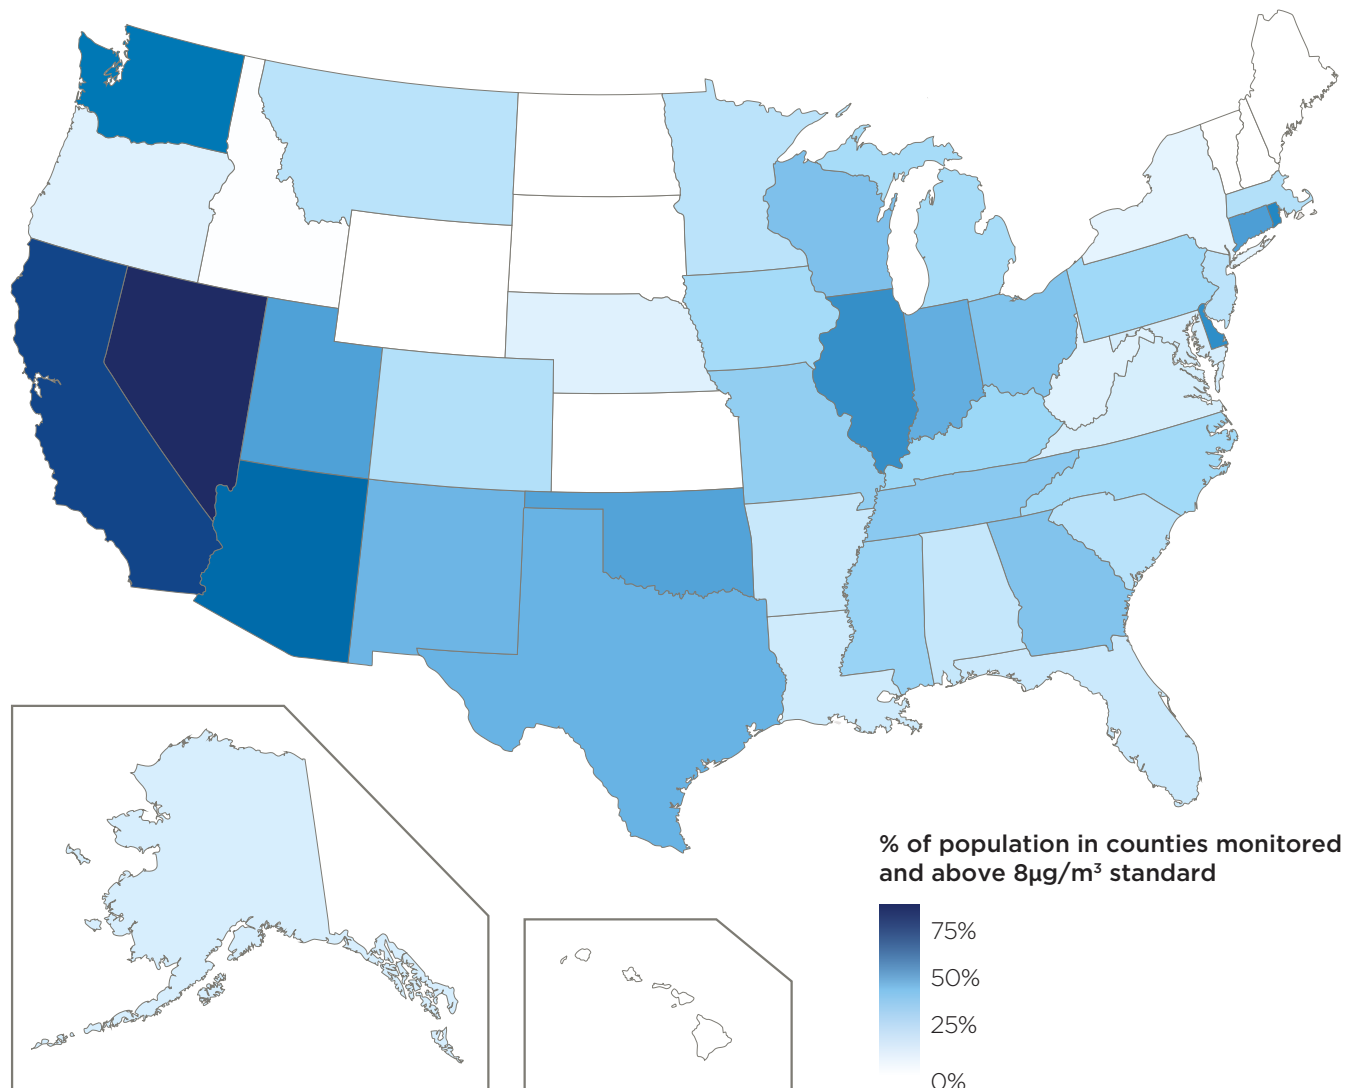 % of population in counties monitored
and above 8µg/m³ standard
75%
50%
25%
0%